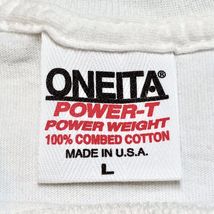 ONEITA®
POWER-T
POWER WEIGHT
100% COMBED COTTON
MADE IN U.S.A.
L